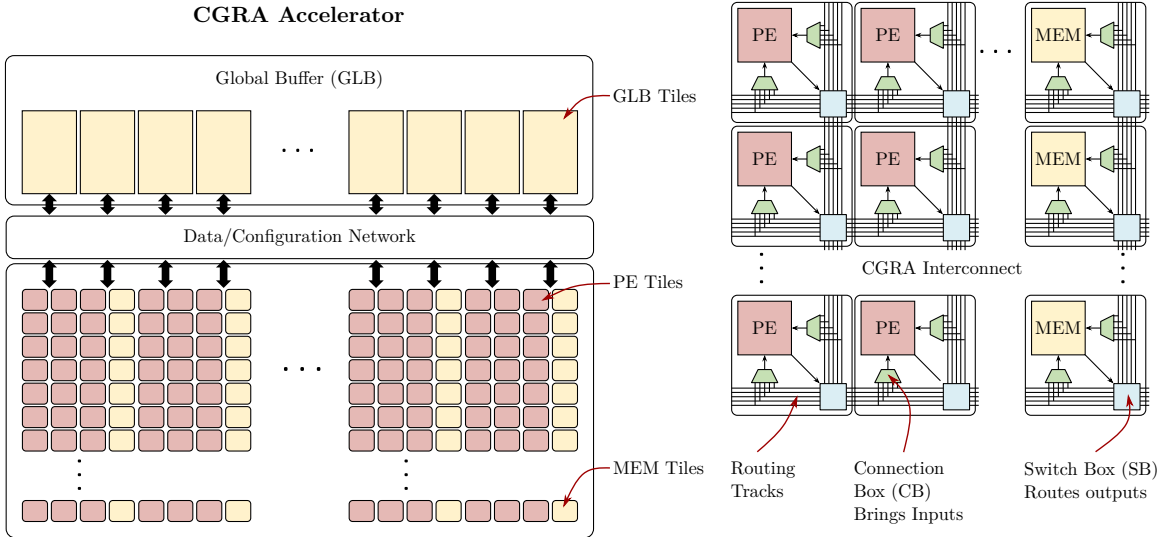 CGRA Accelerator
Global Buffer (GLB)
GLB Tiles
Data/Configuration Network
PE Tiles
MEM Tiles
PE
PE
MEM
PE
PE
MEM
CGRA Interconnect
PE
PE
MEM
Routing
Tracks
Connection
Box (CB)
Brings Inputs
Switch Box (SB)
Routes outputs